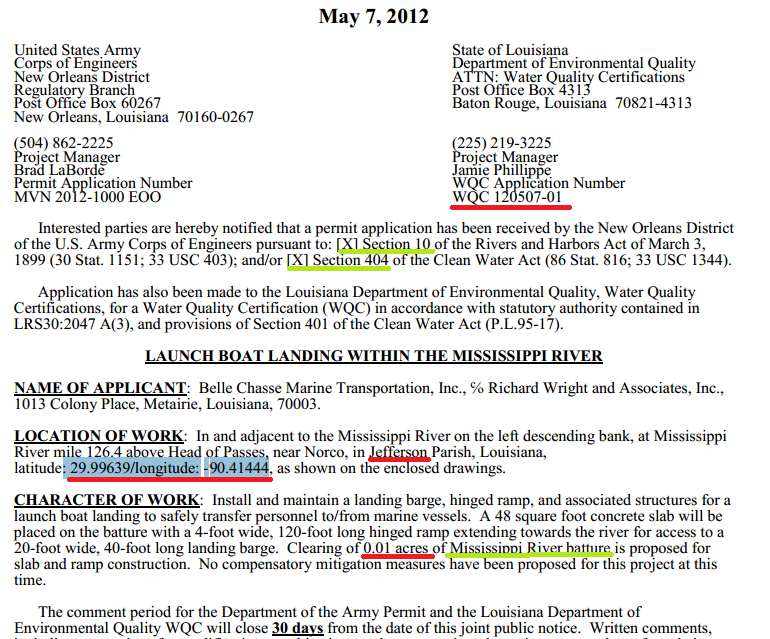 May 7, 2012
United States Army
Corps of Engineers
New Orleans District
Regulatory Branch
Post Office Box 60267
New Orleans, Louisiana 70160-0267
(504) 862-2225
Project Manager
Brad LaBorde
Permit Application Number
MVN 2012-1000 EOO
State of Louisiana
Department of Environmental Quality
ATTN: Water Quality Certifications
Post Office Box 4313
Baton Rouge, Louisiana 70821-4313
(225) 219-3225
Project Manager
Jamie Phillippe
WQC Application Number
WQC 120507-01
Interested parties are hereby notified that a permit application has been received by the New Orleans District
of the U.S. Army Corps of Engineers pursuant to: [X] Section 10 of the Rivers and Harbors Act of March 3,
1899 (30 Stat. 1151; 33 USC 403); and/or [X] Section 404 of the Clean Water Act (86 Stat. 816; 33 USC 1344).
Application has also been made to the Louisiana Department of Environmental Quality, Water Quality
Certifications, for a Water Quality Certification (WQC) in accordance with statutory authority contained in
LRS30:2047 A(3), and provisions of Section 401 of the Clean Water Act (P.L.95-17).
LAUNCH BOAT LANDING WITHIN THE MISSISSIPPI RIVER
NAME OF APPLICANT: Belle Chasse Marine Transportation, Inc., ℅ Richard Wright and Associates, Inc.,
1013 Colony Place, Metairie, Louisiana, 70003.
LOCATION OF WORK: In and adjacent to the Mississippi River on the left descending bank, at Mississippi
River mile 126.4 above Head of Passes, near Norco, in Jefferson Parish, Louisiana,
latitude: 29.99639/longitude: -90.41444, as shown on the enclosed drawings.
CHARACTER OF WORK: Install and maintain a landing barge, hinged ramp, and associated structures for a
launch boat landing to safely transfer personnel to/from marine vessels. A 48 square foot concrete slab will be
placed on the batture with a 4-foot wide, 120-foot long hinged ramp extending towards the river for access to a
20-foot wide, 40-foot long landing barge. Clearing of 0.01 acres of Mississippi River batture is proposed for
slab and ramp construction. No compensatory mitigation measures have been proposed for this project at this
time.
The comment period for the Department of the Army Permit and the Louisiana Department of
Environmental Quality WQC will close 30 days from the date of this joint public notice. Written comments,